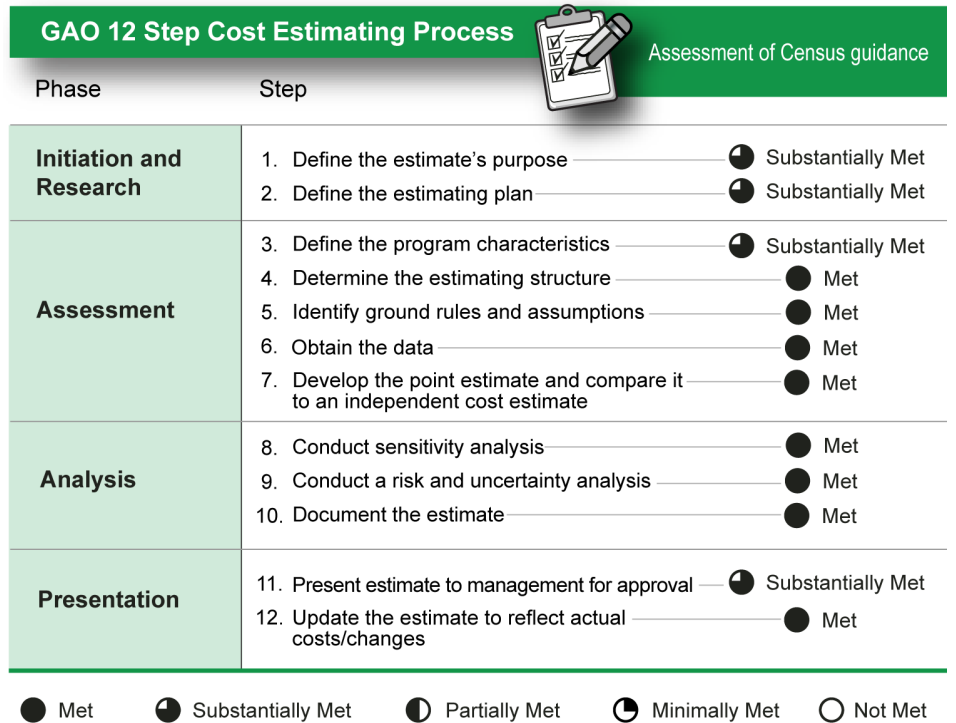 GAO 12 Step Cost Estimating Process
Assessment of Census guidance
Phase
Step
Initiation and
Research
1. Define the estimate's purpose
Substantially Met
2. Define the estimating plan
Substantially Met
Assessment
3. Define the program characteristics
Substantially Met
4. Determine the estimating structure
Met
5. Identify ground rules and assumptions
Met
6. Obtain the data
Met
7. Develop the point estimate and compare it
to an independent cost estimate
Met
Analysis
8. Conduct sensitivity analysis
Met
9. Conduct a risk and uncertainty analysis
Met
10. Document the estimate
Met
Presentation
11. Present estimate to management for approval
Substantially Met
12. Update the estimate to reflect actual
costs/changes
Met
Met
Substantially Met
Partially Met
Minimally Met
Not Met